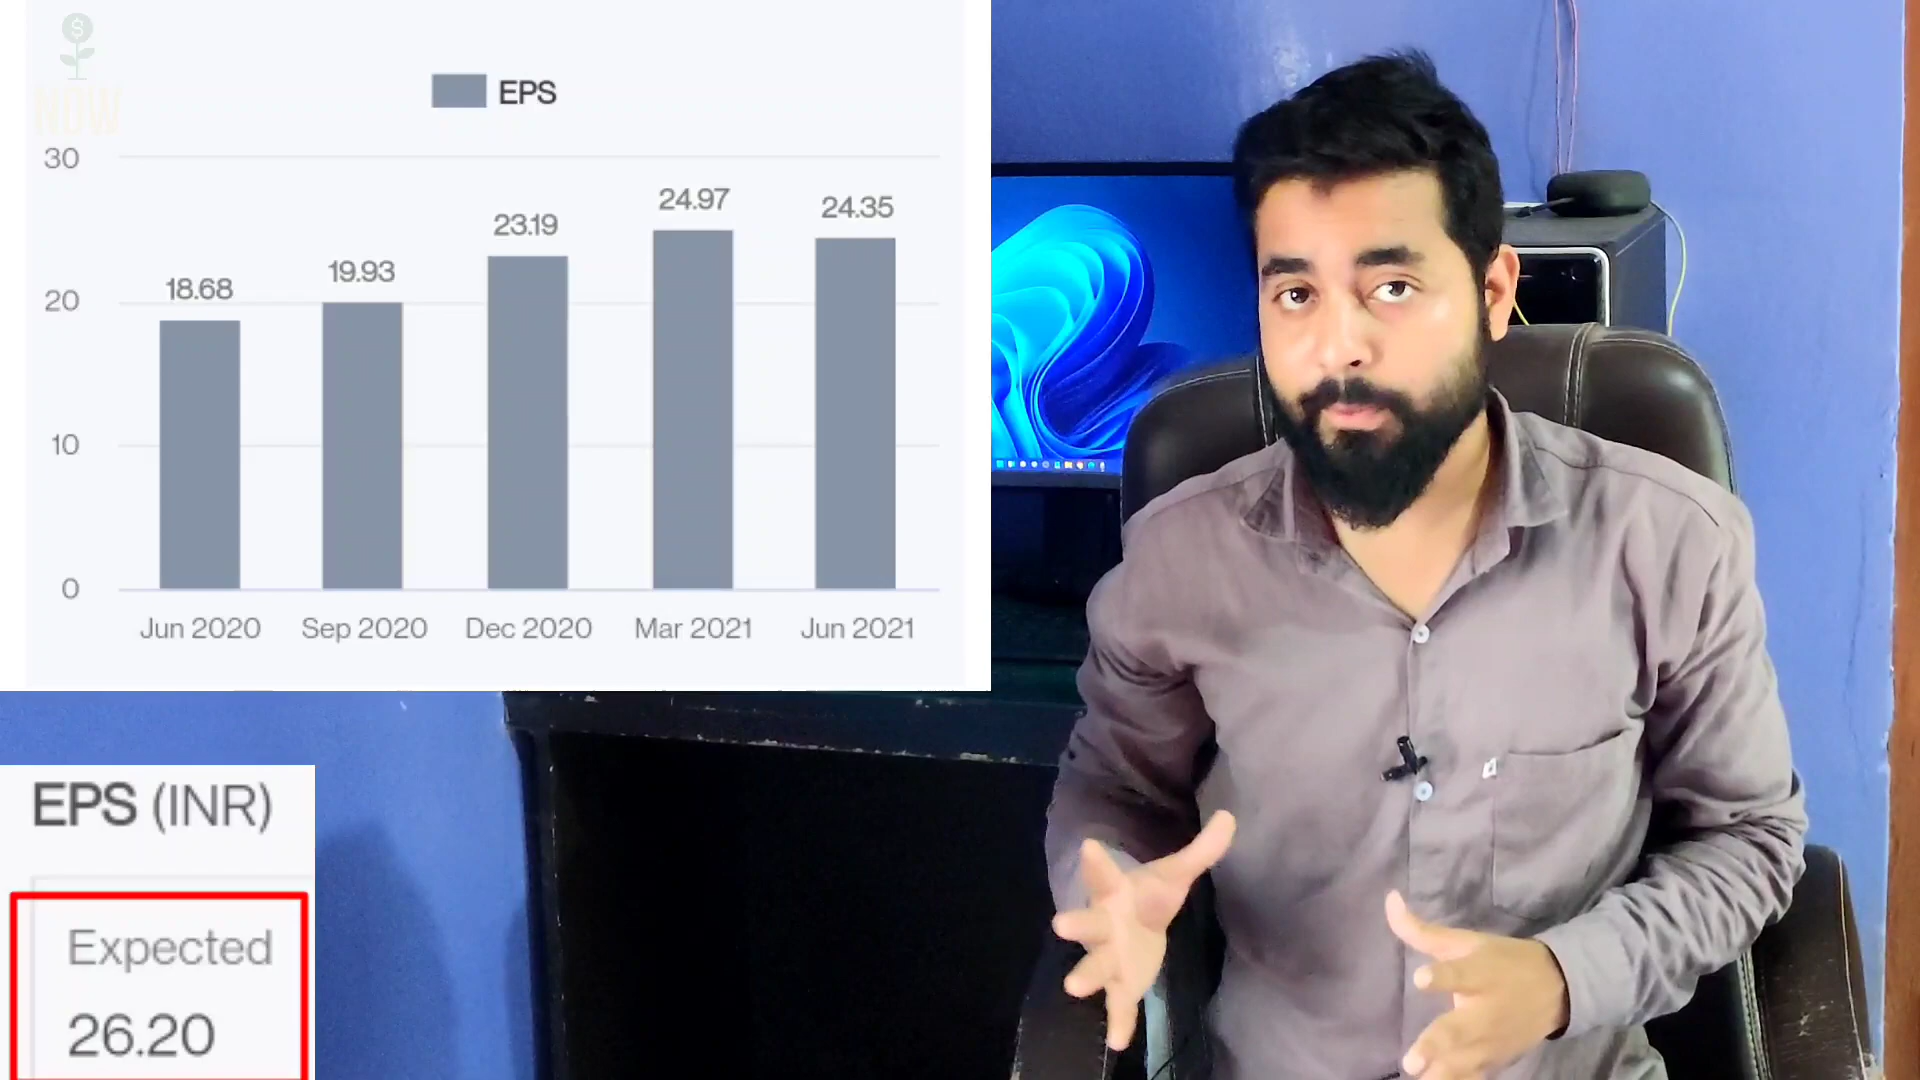 $
NOW
EPS
30
20
10
0
18.68
19.93
23.19
24.97
24.35
Jun 2020
Sep 2020
Dec 2020
Mar 2021
Jun 2021
EPS (INR)
Expected
26.20